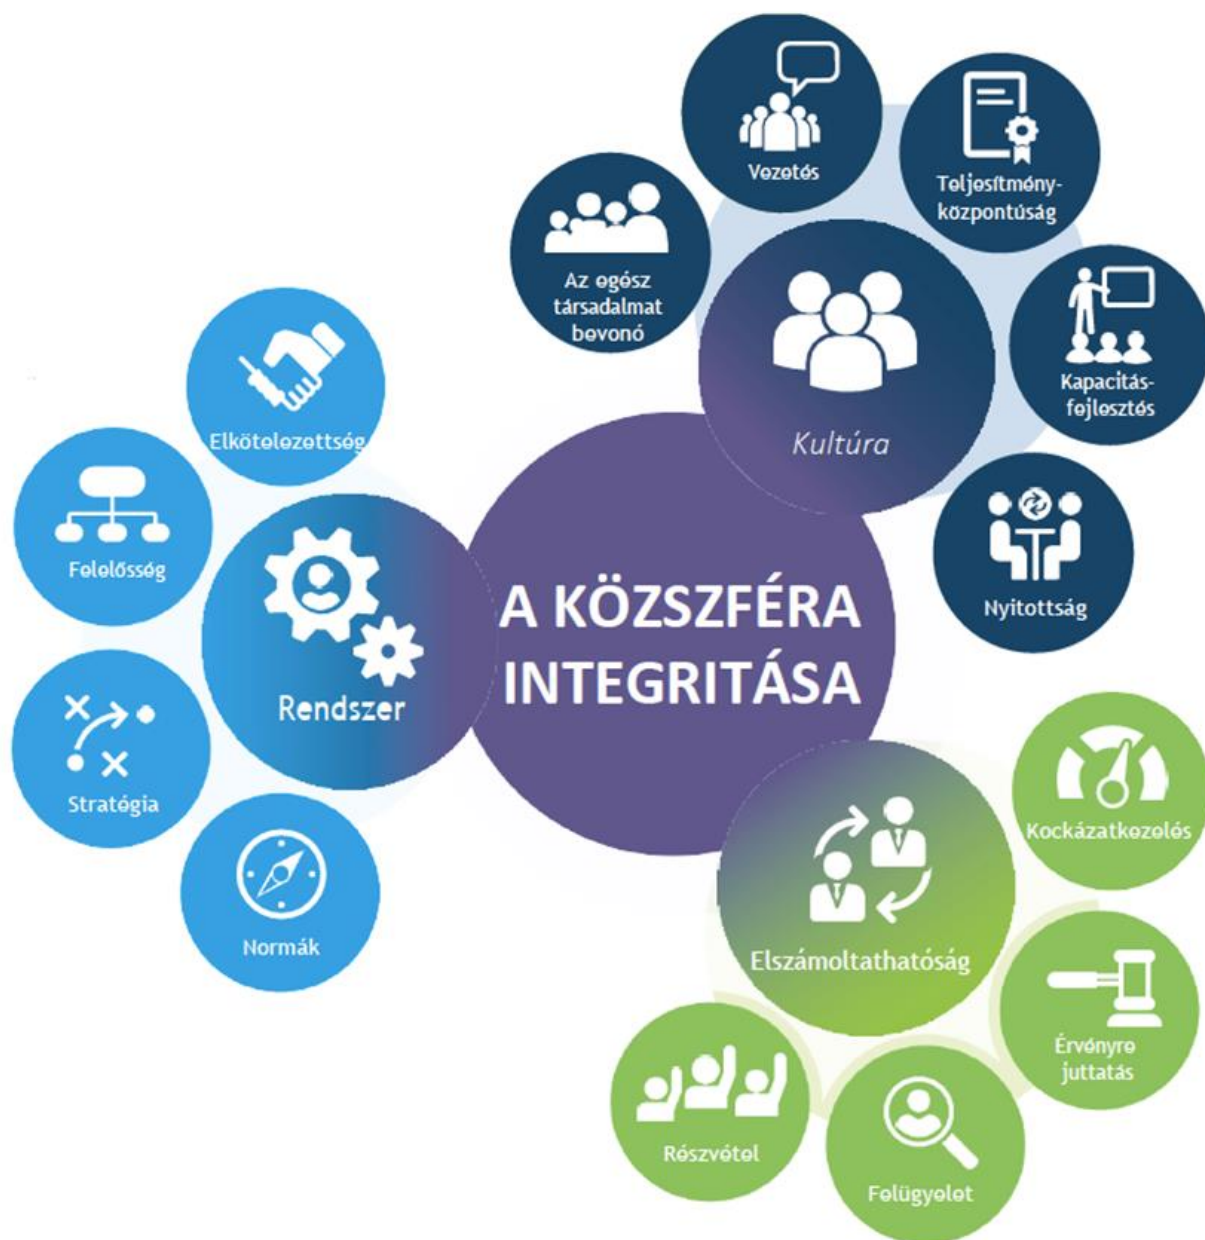 Vezetés
Teljesítmény-
központúság
Az egész
társadalmat
bevonó
Kapacitás-
fejlesztés
Kultúra
Nyitottság
Elkötelezettség
Felelősség
Rendszer
Stratégia
Normák
A KÖZSZFÉRA
INTEGRITÁSA
Kockázatkezelés
Elszámoltathatóság
Érvényre
juttatás
Részvétel
Felügyelet